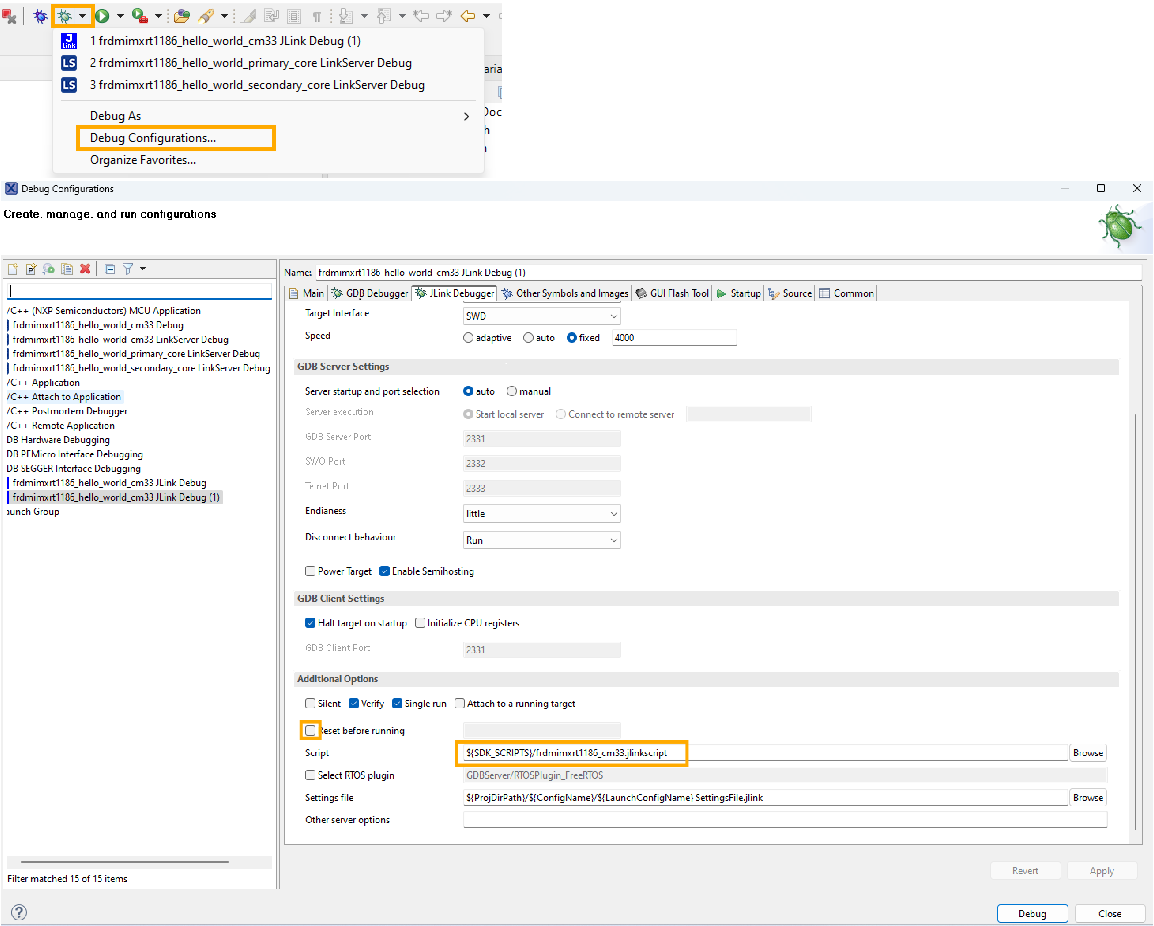 1 frdmimxrt1186_hello_world_cm33 JLink Debug (1)
2 frdmimxrt1186_hello_world_primary_core LinkServer Debug
3 frdmimxrt1186_hello_world_secondary_core LinkServer Debug
Debug As
Debug Configurations...
Organize Favorites...
Debug Configurations
Create, manage, and run configurations
Name: frdmimxrt1186_hello_world_cm33 JLink Debug (1)
Main GDB Debugger JLink Debugger Other Symbols and Images GUI Flash Tool Startup Source Common
/C++ (NXP Semiconductors) MCU Application
frdmimxrt1186_hello_world_cm33 Debug
frdmimxrt1186_hello_world_cm33 LinkServer Debug
frdmimxrt1186_hello_world_primary_core LinkServer Debug
frdmimxrt1186_hello_world_secondary_core LinkServer Debug
/C++ Application
/C++ Attach to Application
/C++ Postmortem Debugger
/C++ Remote Application
DB Hardware Debugging
DB PEMicro Interface Debugging
DB SEGGER Interface Debugging
frdmimxrt1186_hello_world_cm33 JLink Debug
frdmimxrt1186_hello_world_cm33 JLink Debug (1)
unch Group
Filter matched 15 of 15 items
Target Interface SWD
Speed adaptive auto fixed 4000
GDB Server Settings
Server startup and port selection auto manual
Server execution Start local server Connect to remote server
GDB Server Port 2331
SWO Port 2332
Telnet Port 2333
Endianess little
Disconnect behaviour Run
Power Target Enable Semihosting
GDB Client Settings
Halt target on startup Initialize CPU registers
GDB Client Port 2331
Additional Options
Silent Verify Single run Attach to a running target
Reset before running
Script ${SDK_SCRIPTS}/frdmimxrt1186_cm33.jlinkscript Browse
Select RTOS plugin GDBServer/RTOSPlugin_FreeRTOS
Settings file ${ProjDirPath}/${ConfigName}/${LaunchConfigName} SettingsFile.jlink Browse
Other server options
Revert Apply
Debug Close